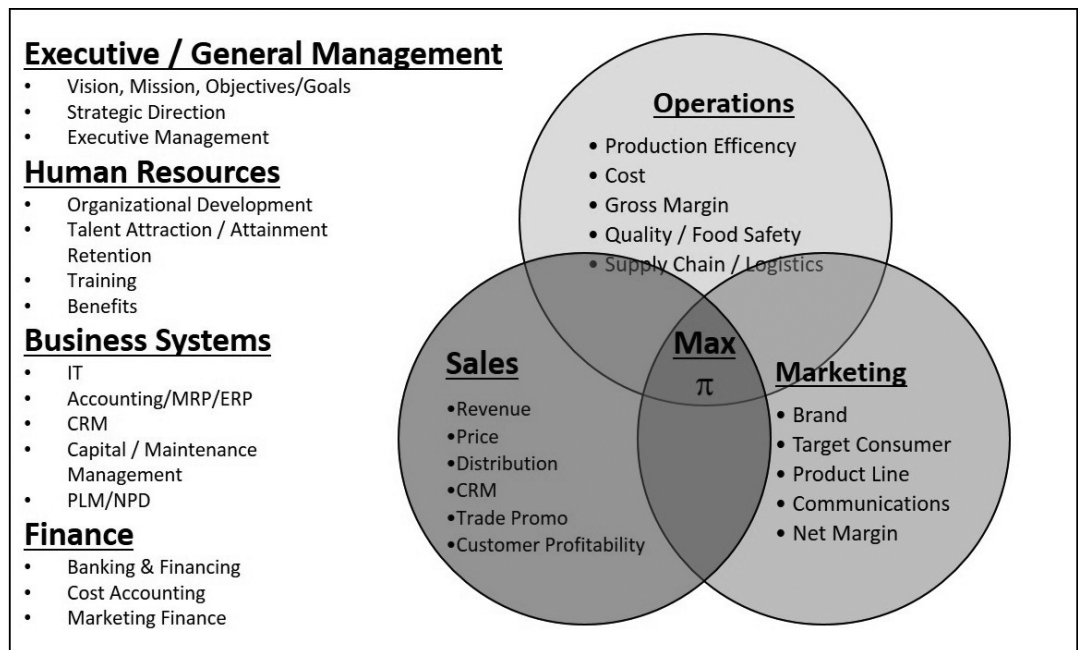 Executive / General Management
• Vision, Mission, Objectives/Goals
• Strategic Direction
• Executive Management
Human Resources
• Organizational Development
• Talent Attraction / Attainment
Retention
• Training
• Benefits
Business Systems
• IT
• Accounting/MRP/ERP
• CRM
• Capital / Maintenance
Management
• PLM/NPD
Finance
• Banking & Financing
• Cost Accounting
• Marketing Finance
Operations
• Production Efficency
• Cost
• Gross Margin
• Quality / Food Safety
• Supply Chain / Logistics
Max
π
Sales
•Revenue
•Price
•Distribution
•CRM
•Trade Promo
•Customer Profitability
Marketing
• Brand
• Target Consumer
• Product Line
• Communications
• Net Margin